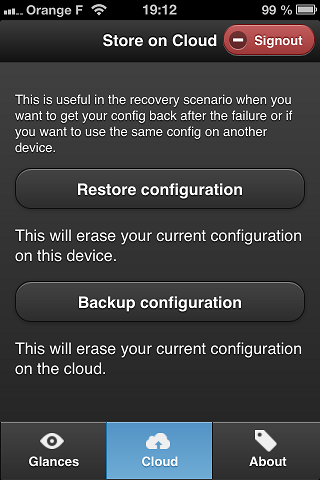 Orange F 19:12 99 %
Store on Cloud Signout
This is useful in the recovery scenario when you
want to get your config back after the failure or if
you want to use the same config on another
device.
Restore configuration
This will erase your current configuration
on this device.
Backup configuration
This will erase your current configuration
on the cloud.
Glances Cloud About